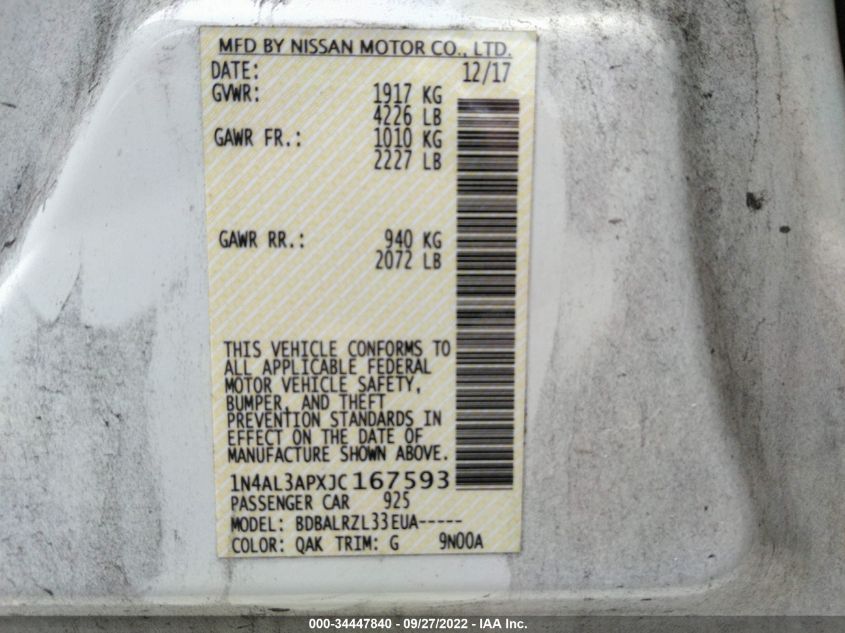 MFD BY NISSAN MOTOR CO., LTD.
DATE: 12/17
GVWR: 1917 KG
4226 LB
GAWR FR.: 1010 KG
2227 LB
GAWR RR.: 940 KG
2072 LB
THIS VEHICLE CONFORMS TO
ALL APPLICABLE FEDERAL
MOTOR VEHICLE SAFETY,
BUMPER, AND THEFT
PREVENTION STANDARDS IN
EFFECT ON THE DATE OF
MANUFACTURE SHOWN ABOVE.
1N4AL3APXJC167593
PASSENGER CAR 925
MODEL: BDBALRZL33EUA-----
COLOR: QAK TRIM: G 9N00A
000-34447840 - 09/27/2022 - IAA Inc.